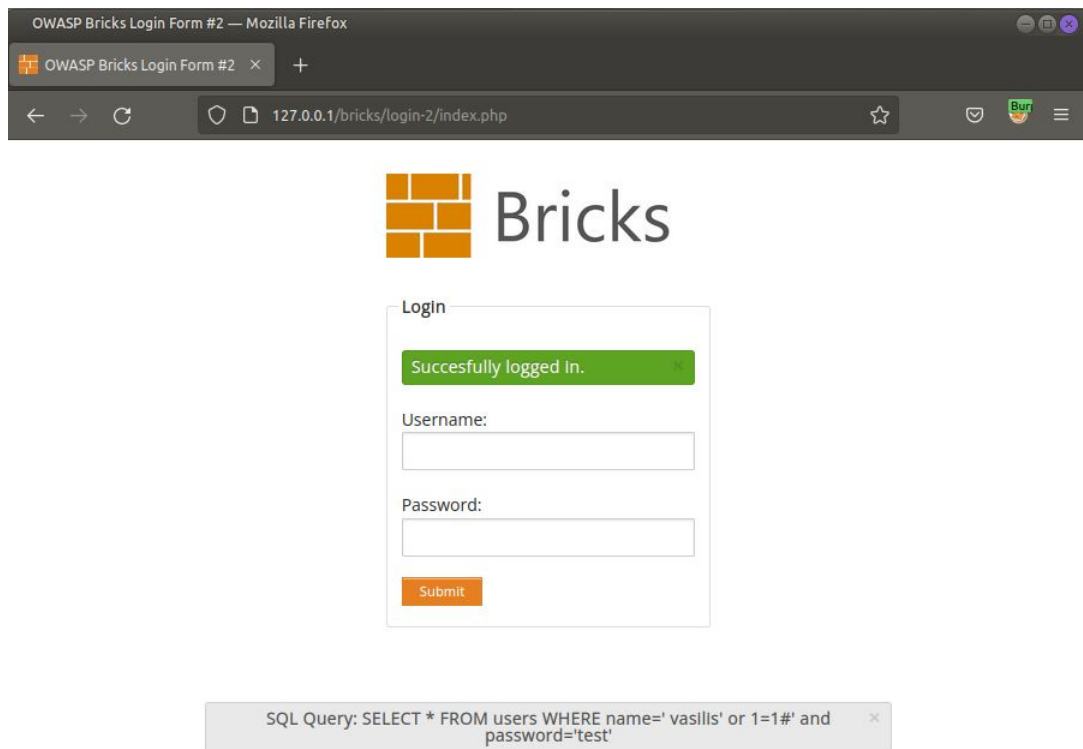 OWASP Bricks Login Form #2 — Mozilla Firefox
OWASP Bricks Login Form #2
127.0.0.1/bricks/login-2/index.php
Burp
Bricks
Login
Succesfully logged in.
Username:
Password:
Submit
SQL Query: SELECT * FROM users WHERE name=' vasilis' or 1=1#' and
password='test'